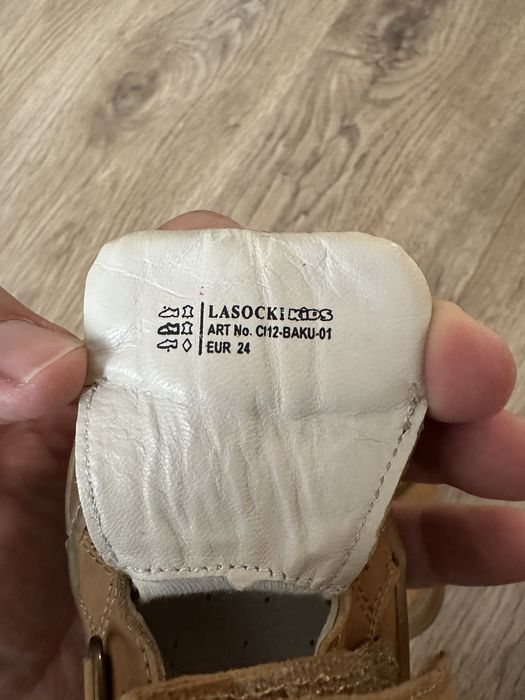 LASOCKI KiDS
ART No. CI12-BAKU-01
EUR 24